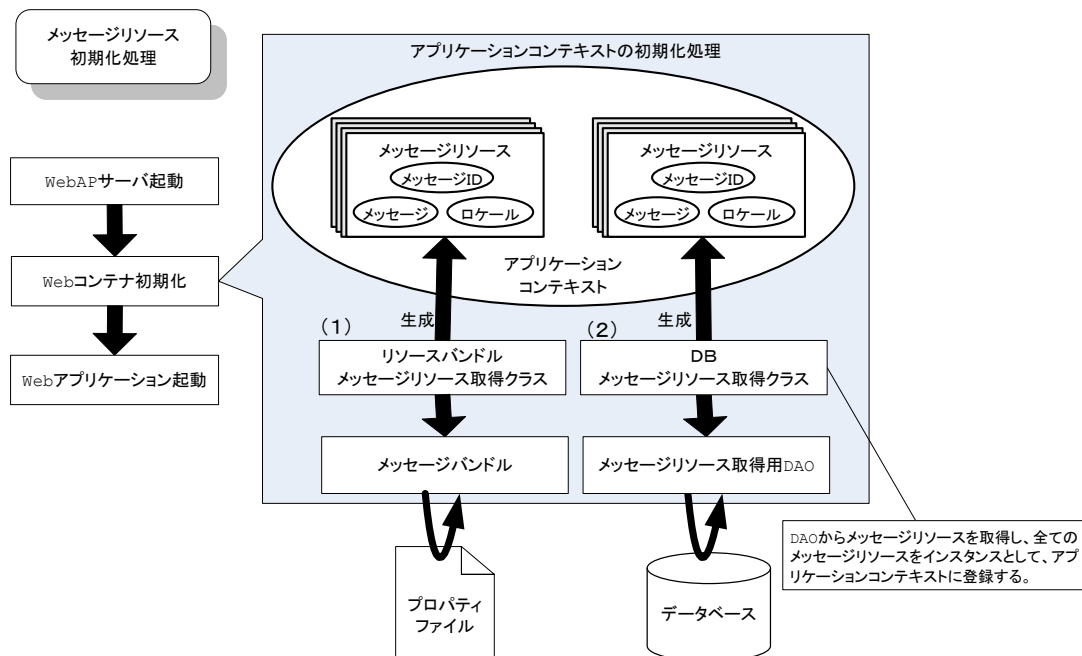 メッセージリソース
初期化処理
WebAPサーバ起動
Webコンテナ初期化
Webアプリケーション起動
アプリケーションコンテキストの初期化処理
メッセージリソース
メッセージID
メッセージ
ロケール
メッセージリソース
メッセージID
メッセージ
ロケール
アプリケーション
コンテキスト
(1)
生成
リソースバンドル
メッセージリソース取得クラス
メッセージバンドル
プロパティ
ファイル
(2)
生成
DB
メッセージリソース取得クラス
メッセージリソース取得用DAO
データベース
DAOからメッセージリソースを取得し、全ての
メッセージリソースをインスタンスとして、アプ
リケーションコンテキストに登録する。